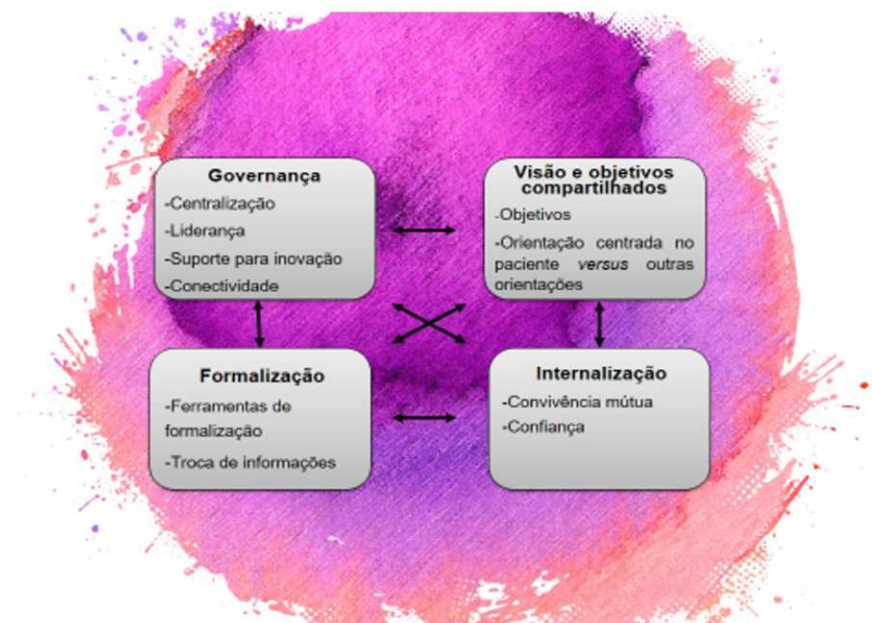 Governança
-Centralização
-Liderança
-Suporte para inovação
-Conectividade
Visão e objetivos
compartilhados
-Objetivos
-Orientação centrada no
paciente versus outras
orientações
Formalização
-Ferramentas de
formalização
-Troca de informações
Internalização
-Convivência mútua
-Confiança